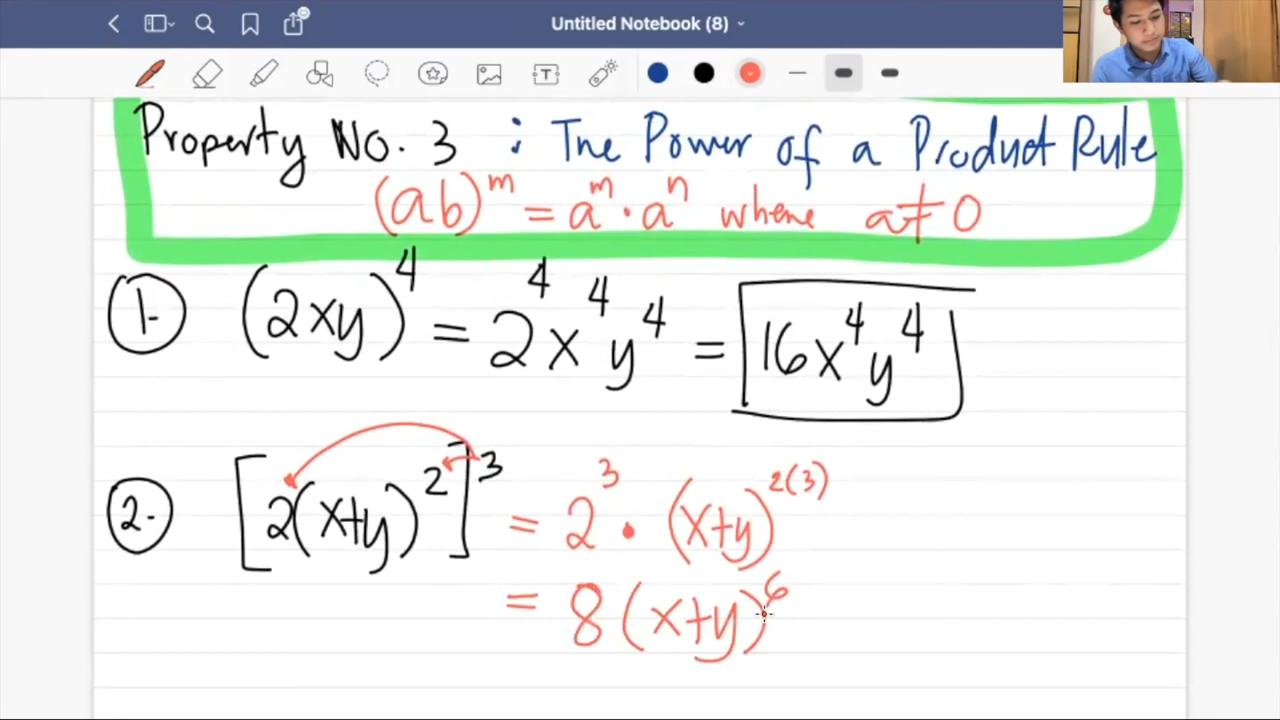 Untitled Notebook (8)
Property No. 3 : The Power of a Product Rule
(ab)^m = a^m · a^n where a ≠ 0
1. (2xy)^4 = 2^4 x^4 y^4 = 16x^4y^4
2. [2(x+y)^2]^3 = 2^3 • (x+y)^2(3)
= 8(x+y)^6